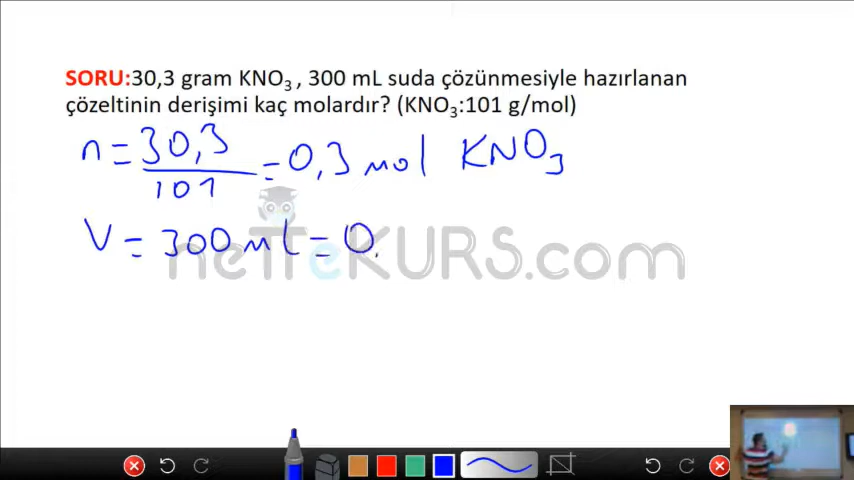 SORU:30,3 gram KNO₃ , 300 mL suda çözünmesiyle hazırlanan
çözeltinin derişimi kaç molardır? (KNO₃:101 g/mol)
n = 30,3 / 101 = 0,3 mol KNO₃
V = 300 ml = 0,
netteKURS.com